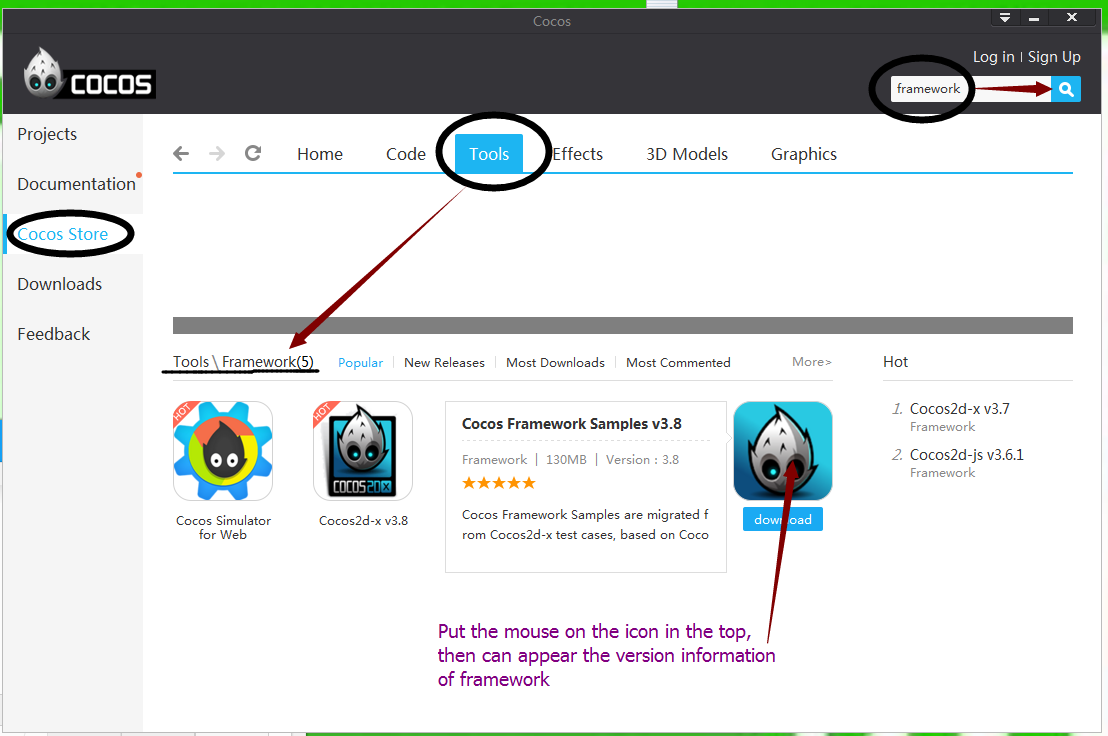 Cocos
COCOS
Log in | Sign Up
framework
Projects
Documentation
Cocos Store
Downloads
Feedback
Home Code Tools Effects 3D Models Graphics
Tools \ Framework(5) Popular | New Releases | Most Downloads | Most Commented More>
HOT
Cocos Simulator
for Web
HOT
COCOS2DX
Cocos2d-x v3.8
Cocos Framework Samples v3.8
Framework | 130MB | Version : 3.8
Cocos Framework Samples are migrated f
rom Cocos2d-x test cases, based on Coco
download
Hot
1. Cocos2d-x v3.7
Framework
2. Cocos2d-js v3.6.1
Framework
Put the mouse on the icon in the top,
then can appear the version information
of framework